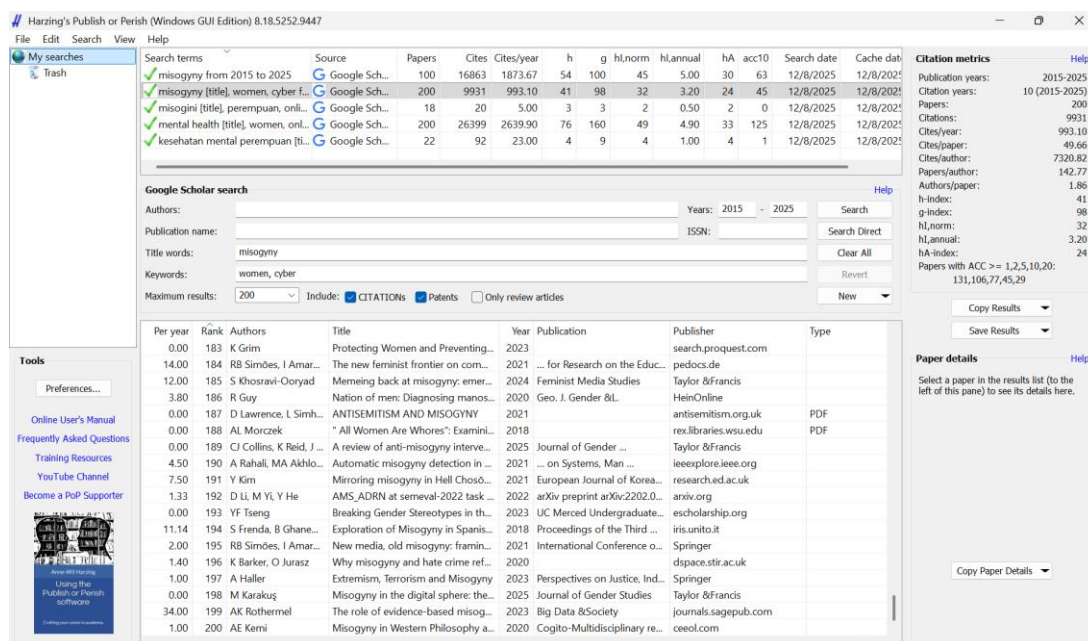 Harzing's Publish or Perish (Windows GUI Edition) 8.18.5252.9447
File Edit Search View Help
My searches
Trash
Search terms Source Papers Cites Cites/year h g hI,norm hI,annual hA acc10 Search date Cache dat
misogyny from 2015 to 2025 Google Sch... 100 16863 1873.67 54 100 45 5.00 30 63 12/8/2025 12/8/202
misogyny [title], women, cyber f... Google Sch... 200 9931 993.10 41 98 32 3.20 24 45 12/8/2025 12/8/202
misogini [title], perempuan, onli... Google Sch... 18 20 5.00 3 3 2 0.50 2 0 12/8/2025 12/8/202
mental health [title], women, onl... Google Sch... 200 26399 2639.90 76 160 49 4.90 33 125 12/8/2025 12/8/202
kesehatan mental perempuan [ti... Google Sch... 22 92 23.00 4 9 4 1.00 4 1 12/8/2025 12/8/202
Google Scholar search Help
Authors: Years: 2015 - 2025 Search
Publication name: ISSN: Search Direct
Title words: misogyny Clear All
Keywords: women, cyber Revert
Maximum results: 200 Include: CITATIONs Patents Only review articles New
Per year Rank Authors Title Year Publication Publisher Type
0.00 183 K Grim Protecting Women and Preventing... 2023 search.proquest.com
14.00 184 RB Simões, I Amar... The new feminist frontier on com... 2021 ... for Research on the Educ... pedocs.de
12.00 185 S Khosravi-Ooryad Memeing back at misogyny: emer... 2024 Feminist Media Studies Taylor &Francis
3.80 186 R Guy Nation of men: Diagnosing manos... 2020 Geo. J. Gender &L. HeinOnline
0.00 187 D Lawrence, L Simh... ANTISEMITISM AND MISOGYNY 2021 antisemitism.org.uk PDF
0.00 188 AL Morczek " All Women Are Whores": Examini... 2018 rex.libraries.wsu.edu PDF
0.00 189 CJ Collins, K Reid, J ... A review of anti-misogyny interve... 2025 Journal of Gender ... Taylor &Francis
4.50 190 A Rahali, MA Akhlo... Automatic misogyny detection in ... 2021 ... on Systems, Man ... ieeexplore.ieee.org
7.50 191 Y Kim Mirroring misogyny in Hell Chosŏ... 2021 European Journal of Korea... research.ed.ac.uk
1.33 192 D Li, M Yi, Y He AMS_ADRN at semeval-2022 task ... 2022 arXiv preprint arXiv:2202.0... arxiv.org
0.00 193 YF Tseng Breaking Gender Stereotypes in th... 2023 UC Merced Undergraduate... escholarship.org
11.14 194 S Frenda, B Ghane... Exploration of Misogyny in Spanis... 2018 Proceedings of the Third ... iris.unito.it
2.00 195 RB Simões, I Amar... New media, old misogyny: framin... 2021 International Conference o... Springer
1.40 196 K Barker, O Jurasz Why misogyny and hate crime ref... 2020 dspace.stir.ac.uk
1.00 197 A Haller Extremism, Terrorism and Misogyny 2023 Perspectives on Justice, Ind... Springer
0.00 198 M Karakuş Misogyny in the digital sphere: the... 2025 Journal of Gender Studies Taylor &Francis
34.00 199 AK Rothermel The role of evidence-based misog... 2023 Big Data &Society journals.sagepub.com
1.00 200 AE Kemi Misogyny in Western Philosophy a... 2020 Cogito-Multidisciplinary re... ceeol.com
Tools
Preferences...
Online User's Manual
Frequently Asked Questions
Training Resources
YouTube Channel
Become a PoP Supporter
Anne-Wil Harzing
Using the
Publish or Perish
software
Crafting your career in academia
Citation metrics Help
Publication years: 2015-2025
Citation years: 10 (2015-2025)
Papers: 200
Citations: 9931
Cites/year: 993.10
Cites/paper: 49.66
Cites/author: 7320.82
Papers/author: 142.77
Authors/paper: 1.86
h-index: 41
g-index: 98
hI,norm: 32
hI,annual: 3.20
hA-index: 24
Papers with ACC >= 1,2,5,10,20:
131,106,77,45,29
Copy Results
Save Results
Paper details Help
Select a paper in the results list (to the
left of this pane) to see its details here.
Copy Paper Details